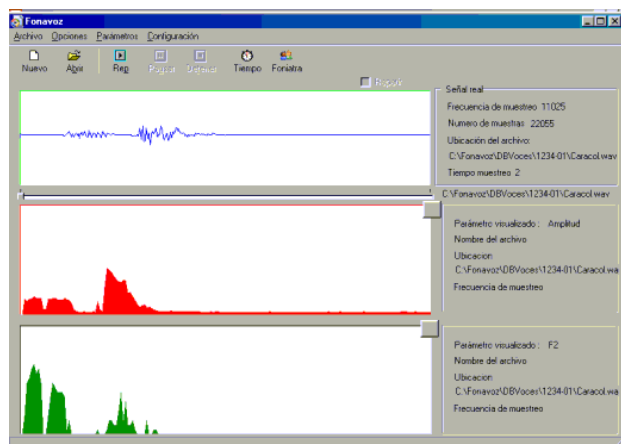 Fonavoz
Archivo Opciones Parámetros Configuración
Nuevo Abrir Rep Pausar Detener Tiempo Foniatra
Repetir
Señal real
Frecuencia de muestreo 11025
Numero de muestras 22055
Ubicación del archivo:
C:\Fonavoz\DBVoces\1234-01\Caracol.wav
Tiempo muestreo 2
C:\Fonavoz\DBVoces\1234-01\Caracol.wav
Parámetro visualizado : Amplitud
Nombre del archivo
Ubicacion
C:\Fonavoz\DBVoces\1234-01\Caracol.wa
Frecuencia de muestreo
Parámetro visualizado : F2
Nombre del archivo
Ubicacion
C:\Fonavoz\DBVoces\1234-01\Caracol.wa
Frecuencia de muestreo